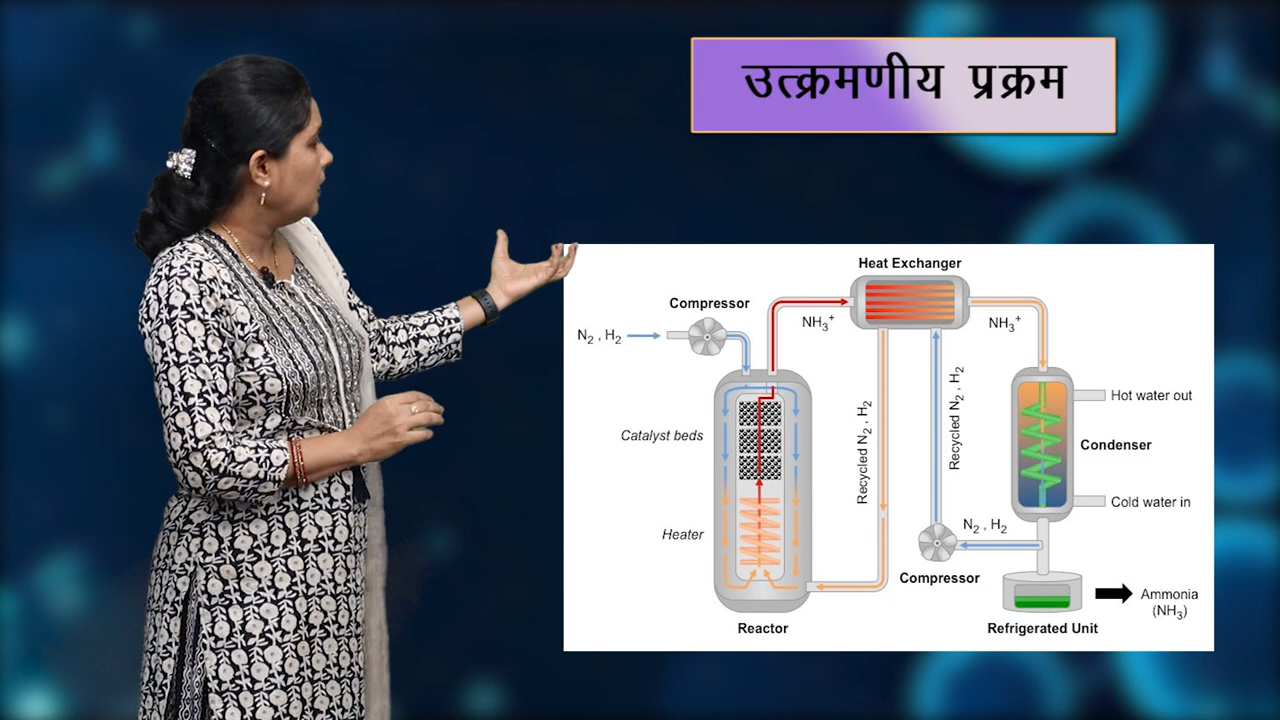 उत्क्रमणीय प्रक्रम
Heat Exchanger
Compressor
N₂ , H₂
NH₃⁺
NH₃⁺
Catalyst beds
Heater
Reactor
Recycled N₂ , H₂
Recycled N₂ , H₂
Hot water out
Condenser
Cold water in
N₂ , H₂
Compressor
Refrigerated Unit
Ammonia
(NH₃)